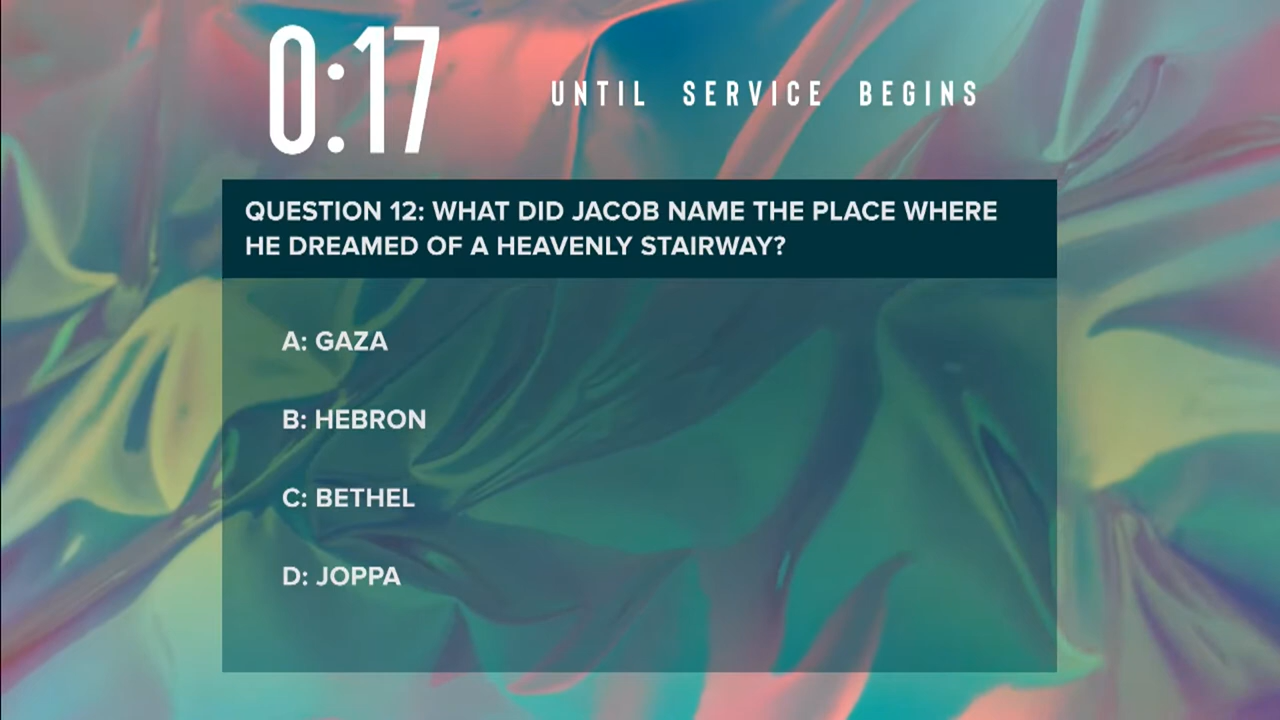 0:17
UNTIL SERVICE BEGINS
QUESTION 12: WHAT DID JACOB NAME THE PLACE WHERE
HE DREAMED OF A HEAVENLY STAIRWAY?
A: GAZA
B: HEBRON
C: BETHEL
D: JOPPA